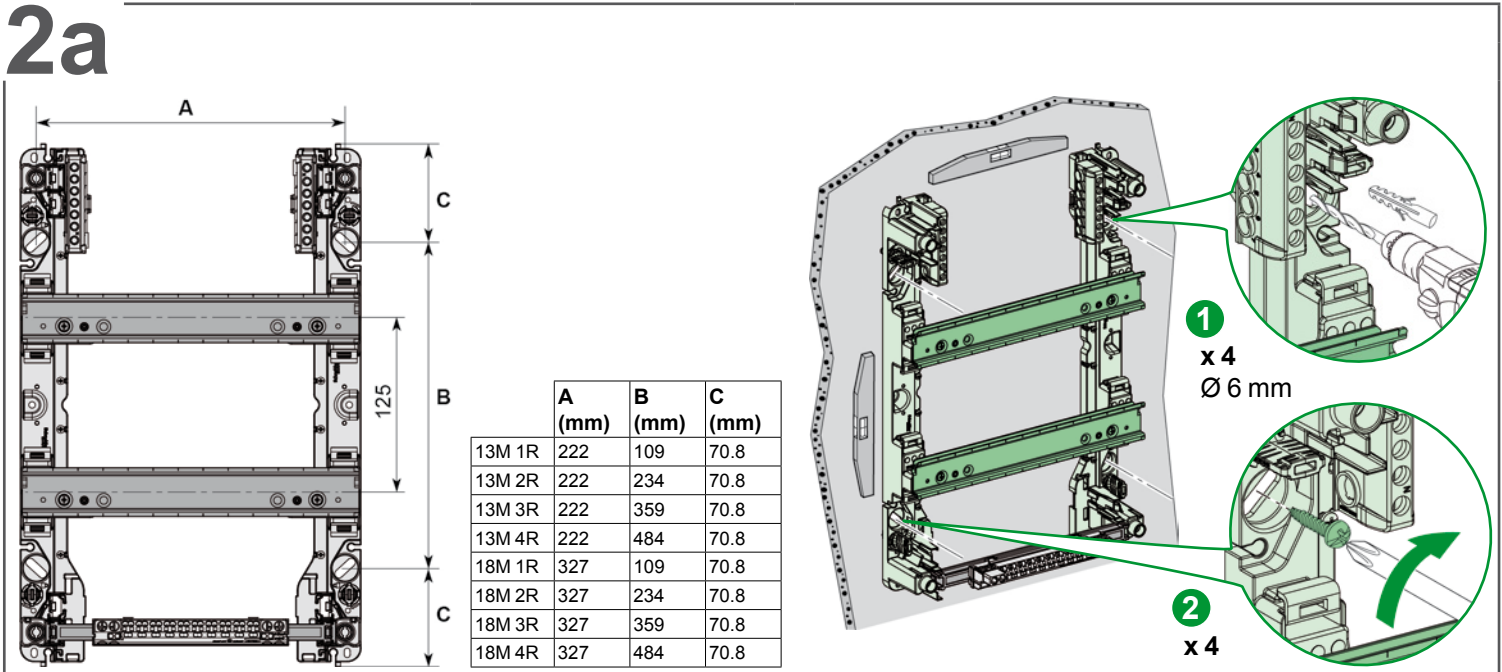 2a
A
C
125
B
C
A (mm) B (mm) C (mm)
13M 1R 222 109 70.8
13M 2R 222 234 70.8
13M 3R 222 359 70.8
13M 4R 222 484 70.8
18M 1R 327 109 70.8
18M 2R 327 234 70.8
18M 3R 327 359 70.8
18M 4R 327 484 70.8
1
x 4
Ø 6 mm
2
x 4